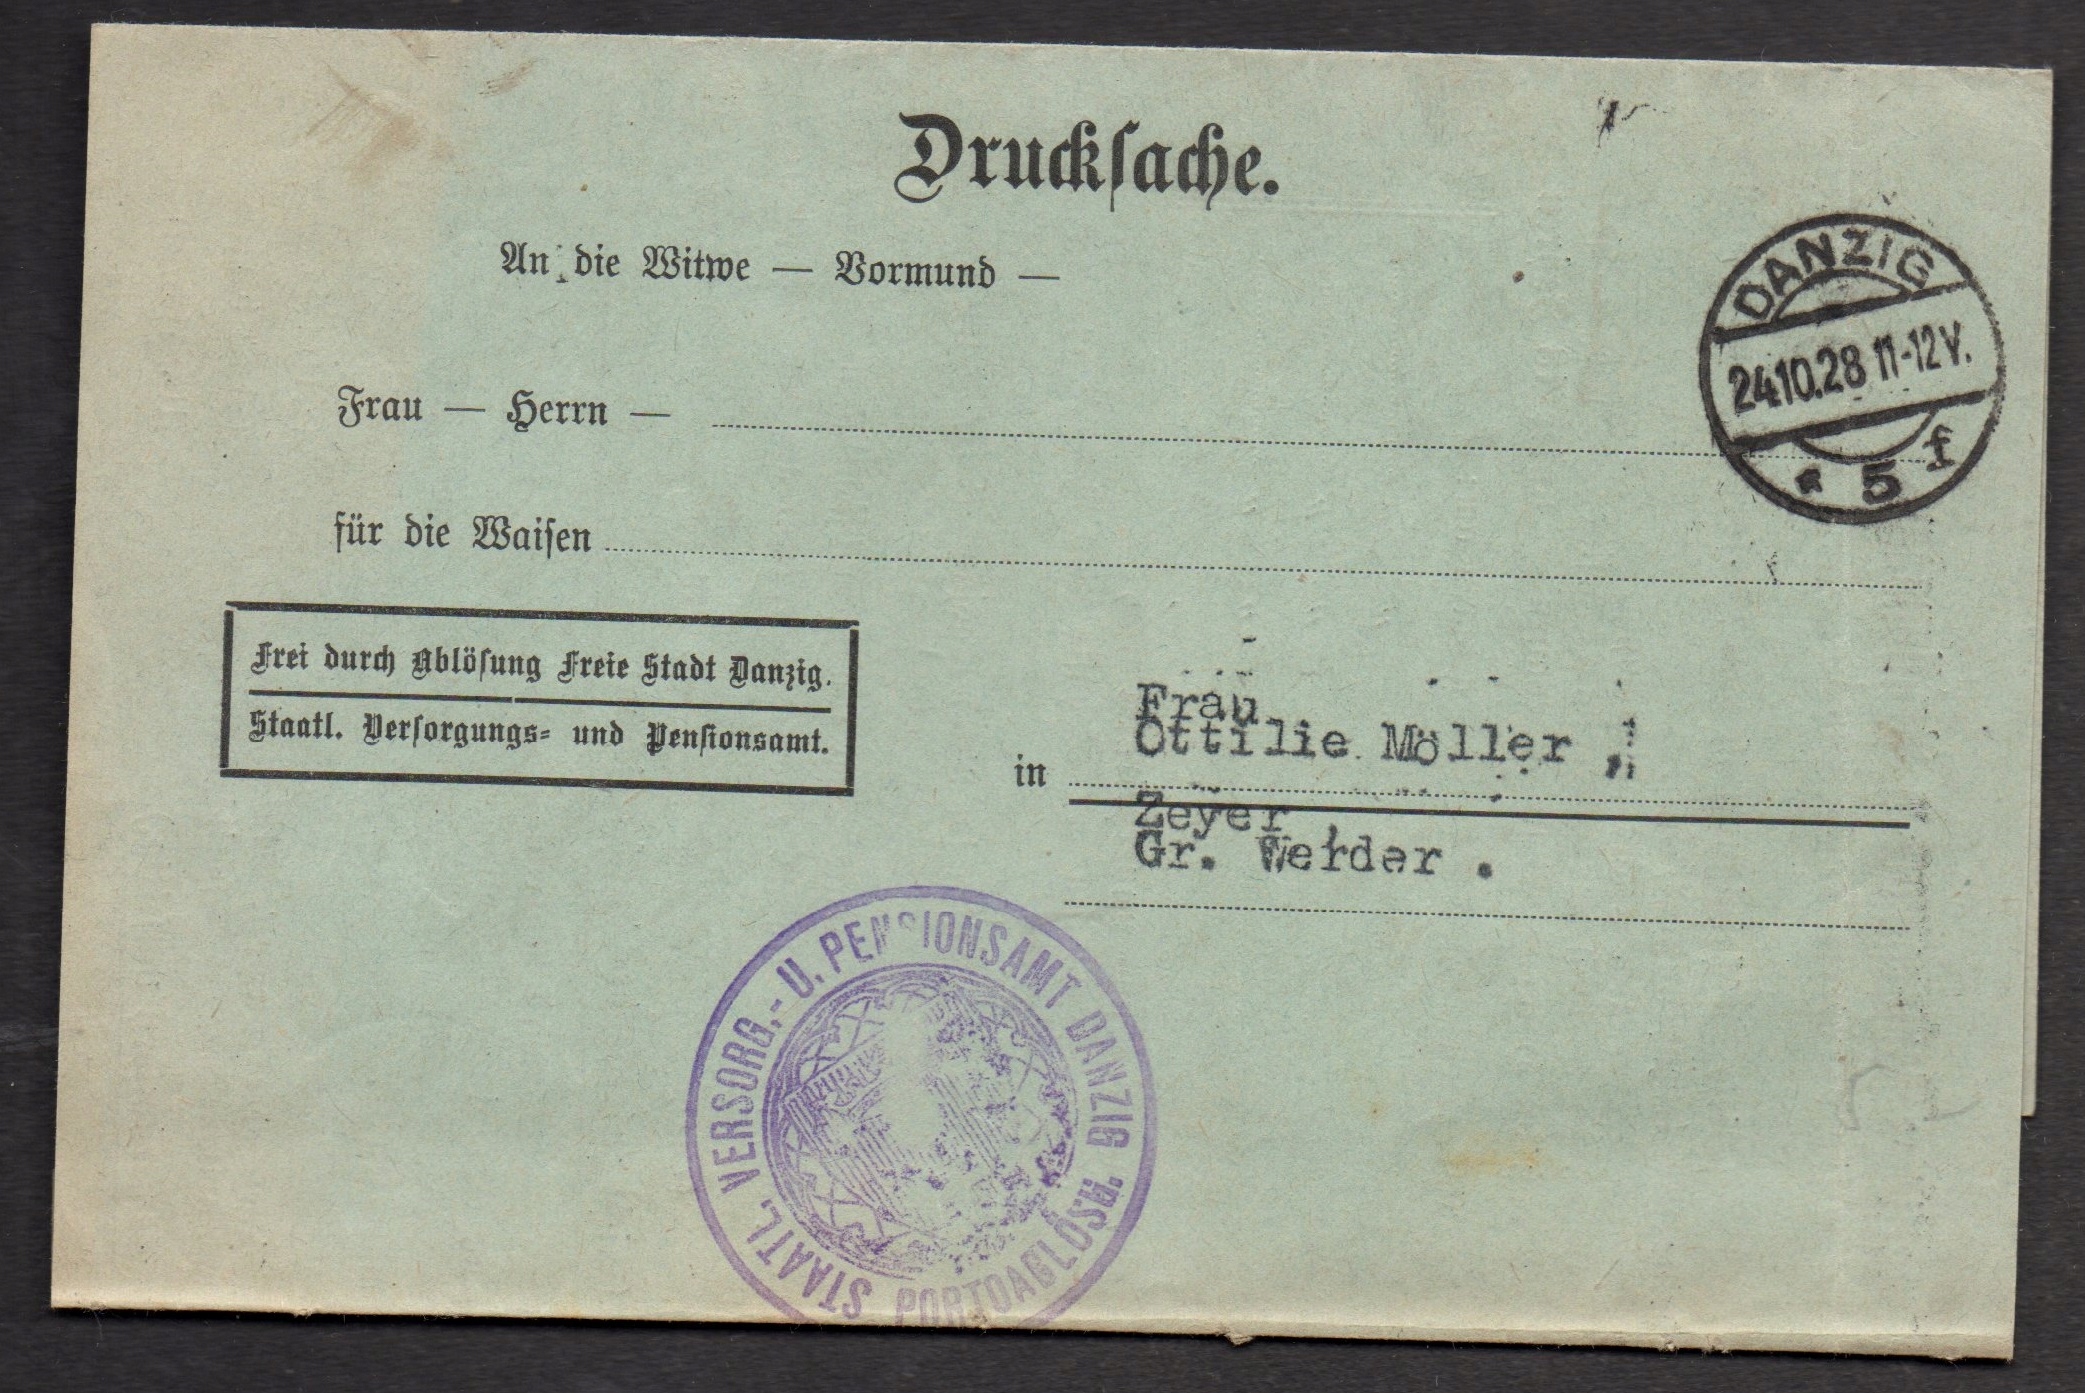 Drucksache.
An die Witwe — Vormund —
DANZIG
24.10.28 11-12V.
* 5 f
Frau — Herrn —
für die Waisen
Frei durch Ablösung Freie Stadt Danzig.
Staatl. Versorgungs- und Pensionsamt.
Frau
Ottilie Möller ,
in
Zeyer
Gr. Werder .
STAATL. VERSORG.- U. PENSIONSAMT DANZIG
PORTOABLÖSG.